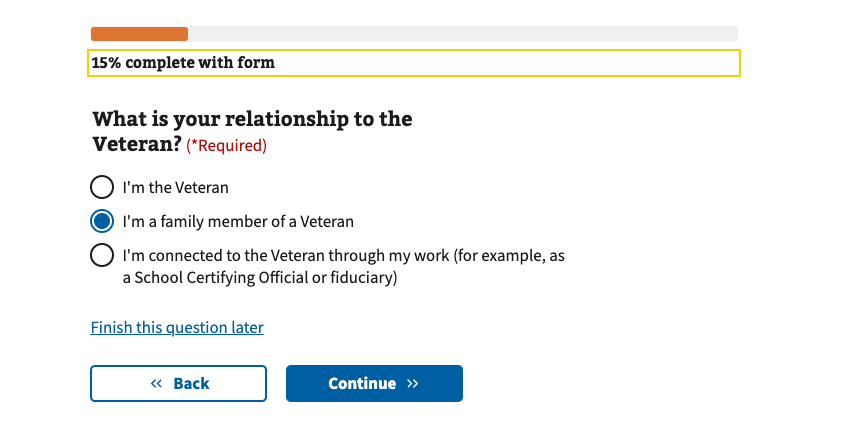 15% complete with form
What is your relationship to the
Veteran? (*Required)
I'm the Veteran
I'm a family member of a Veteran
I'm connected to the Veteran through my work (for example, as
a School Certifying Official or fiduciary)
Finish this question later
« Back
Continue »